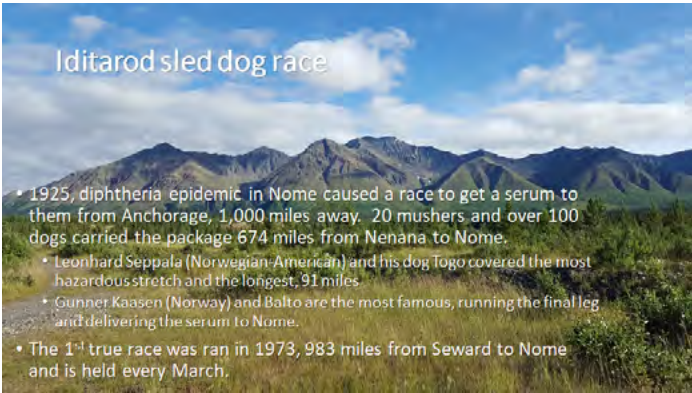 Iditarod sled dog race
• 1925, diphtheria epidemic in Nome caused a race to get a serum to
them from Anchorage, 1,000 miles away.  20 mushers and over 100
dogs carried the package 674 miles from Nenana to Nome.
• Leonhard Seppala (Norwegian-American) and his dog Togo covered the most
hazardous stretch and the longest, 91 miles
• Gunner Kaasen (Norway) and Balto are the most famous, running the final leg
and delivering the serum to Nome.
• The 1st true race was ran in 1973, 983 miles from Seward to Nome
and is held every March.